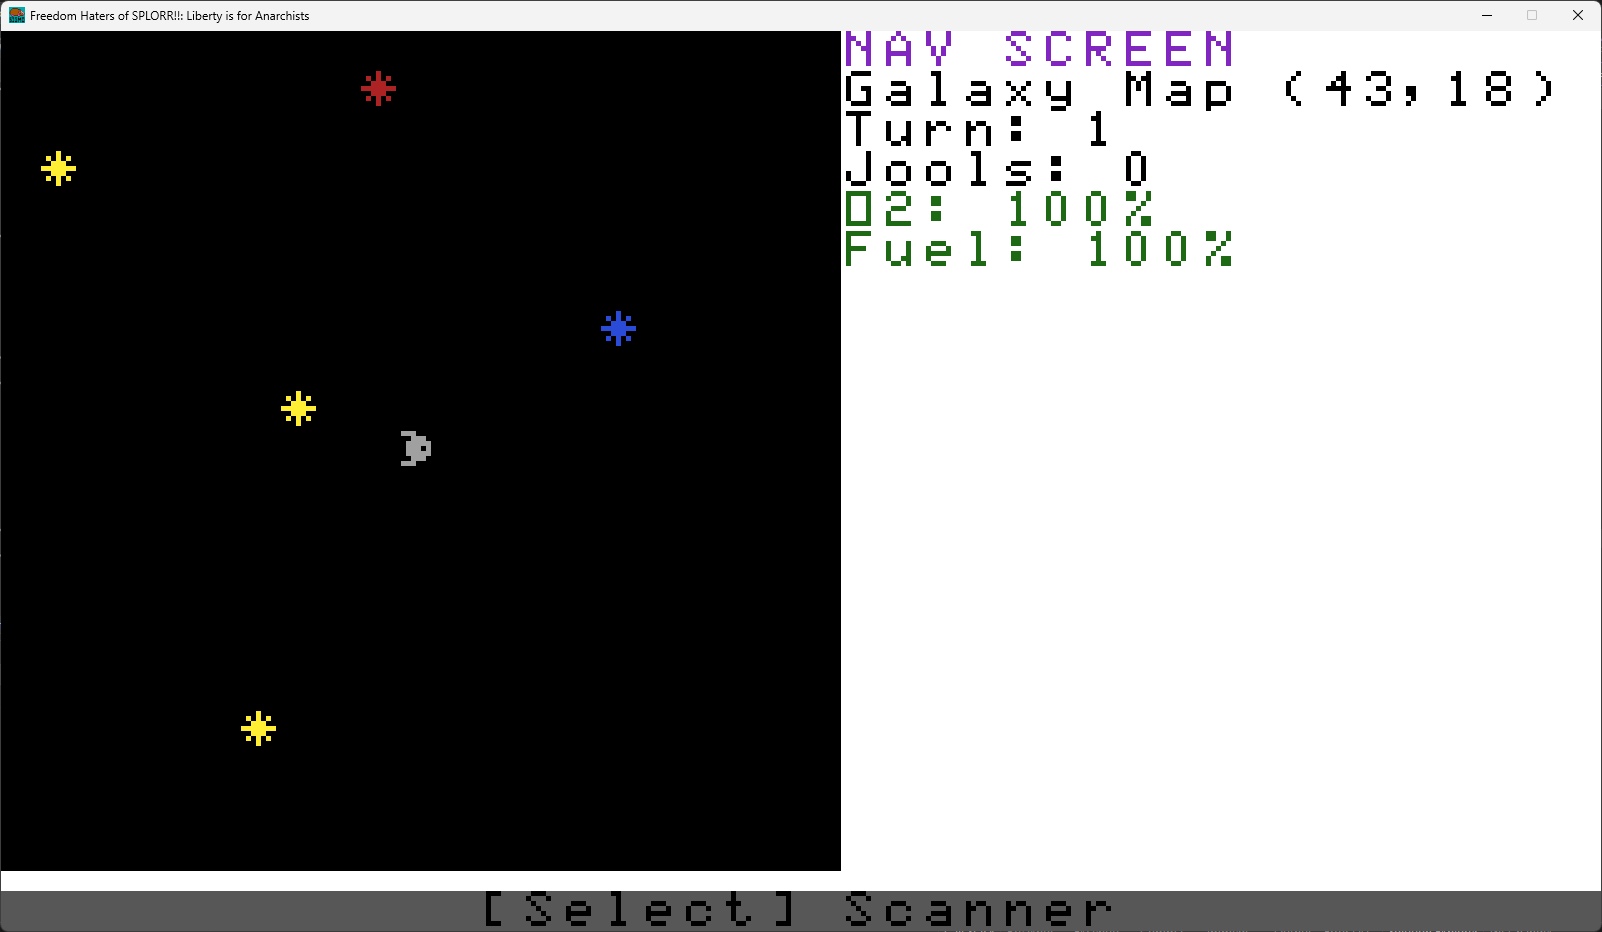 Freedom Haters of SPLORR!!: Liberty is for Anarchists
NAV SCREEN
Galaxy Map (43,18)
Turn: 1
Jools: 0
O2: 100%
Fuel: 100%
[Select] Scanner